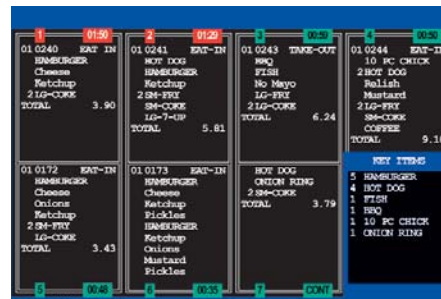 1 01:50
01 0240 EAT IN
HAMBURGER
Cheese
Ketchup
2 LG-COKE
TOTAL 3.90
2 01:29
01 0241 EAT-IN
HOT DOG
HAMBURGER
Ketchup
2 SM-FRY
SM-COKE
LG-7-UP
TOTAL 5.81
3 00:59
01 0243 TAKE-OUT
BBQ
FISH
No Mayo
LG-FRY
2 LG-COKE
TOTAL 6.24
4 00:50
01 0244 EAT-IN
10 PC CHICK
2 HOT DOG
Relish
Mustard
2 LG-FRY
SM-COKE
COFFEE
TOTAL 9.10
01 0172 EAT-IN
HAMBURGER
Cheese
Onions
Ketchup
2 SM-FRY
LG-COKE
TOTAL 3.43
5 00:48
01 0173 EAT-IN
HAMBURGER
Cheese
Ketchup
Pickles
HAMBURGER
Ketchup
Onions
Mustard
Pickles
6 00:35
HOT DOG
ONION RING
2 SM-COKE
TOTAL 3.79
7 CONT
KEY ITEMS
5 HAMBURGER
4 HOT DOG
1 FISH
1 BBQ
1 10 PC CHICK
1 ONION RING